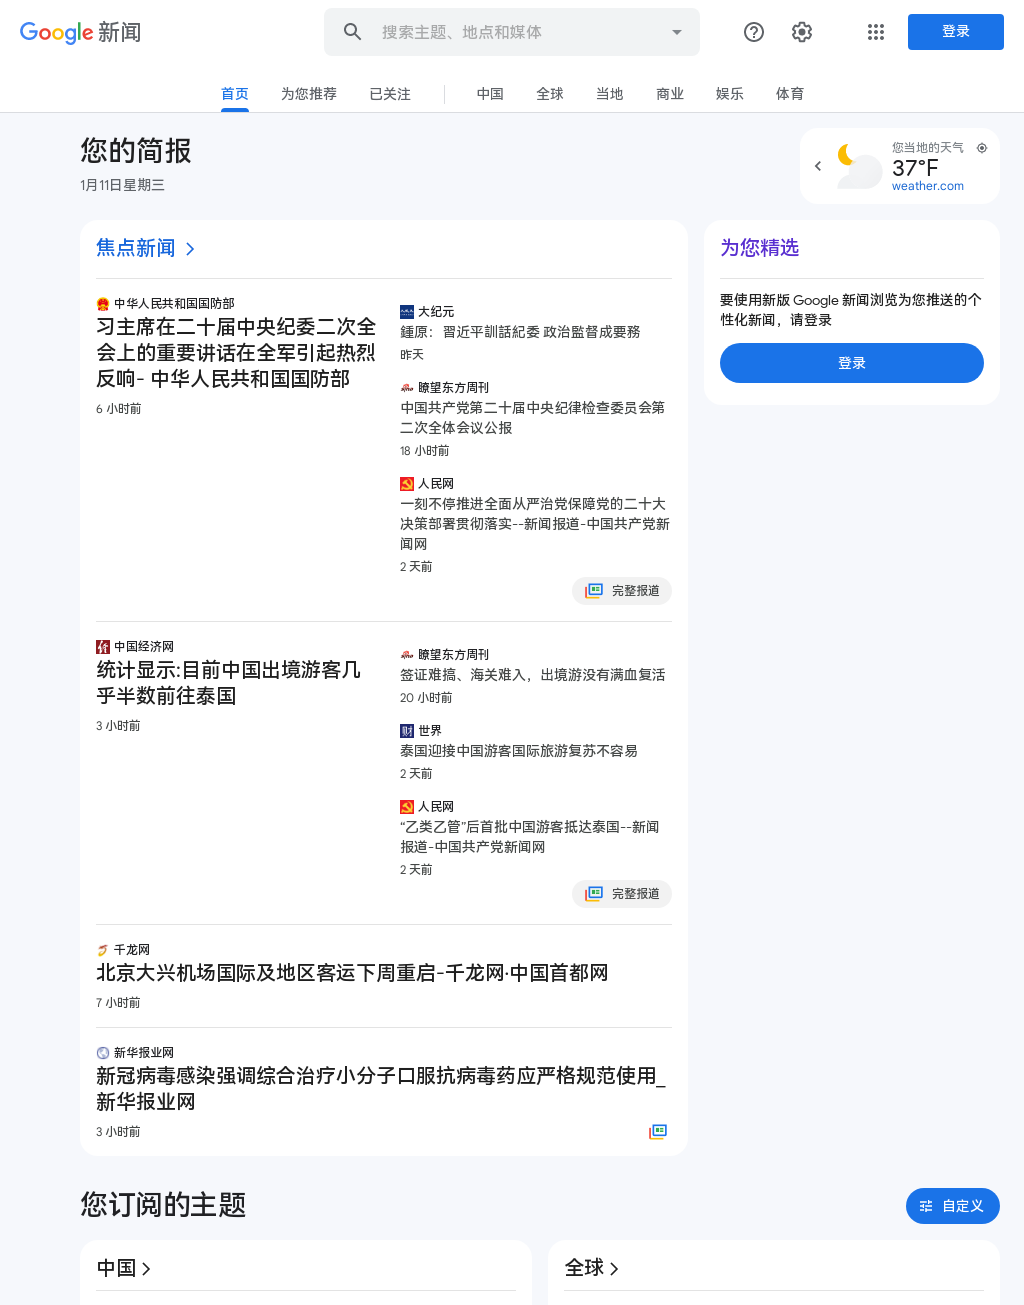 Google 新闻
搜索主题、地点和媒体
登录
首页
为您推荐
已关注
中国
全球
当地
商业
娱乐
体育
您的简报
1月11日星期三
您当地的天气
37°F
weather.com
焦点新闻
中华人民共和国国防部
习主席在二十届中央纪委二次全
会上的重要讲话在全军引起热烈
反响- 中华人民共和国国防部
6 小时前
大纪元
鍾原：習近平訓話紀委 政治監督成要務
昨天
瞭望东方周刊
中国共产党第二十届中央纪律检查委员会第
二次全体会议公报
18 小时前
人民网
一刻不停推进全面从严治党保障党的二十大
决策部署贯彻落实--新闻报道-中国共产党新
闻网
2 天前
完整报道
中国经济网
统计显示:目前中国出境游客几
乎半数前往泰国
3 小时前
瞭望东方周刊
签证难搞、海关难入，出境游没有满血复活
20 小时前
世界
泰国迎接中国游客国际旅游复苏不容易
2 天前
人民网
“乙类乙管”后首批中国游客抵达泰国--新闻
报道-中国共产党新闻网
2 天前
完整报道
千龙网
北京大兴机场国际及地区客运下周重启-千龙网·中国首都网
7 小时前
新华报业网
新冠病毒感染强调综合治疗小分子口服抗病毒药应严格规范使用_
新华报业网
3 小时前
为您精选
要使用新版 Google 新闻浏览为您推送的个
性化新闻，请登录
登录
您订阅的主题
自定义
中国
全球